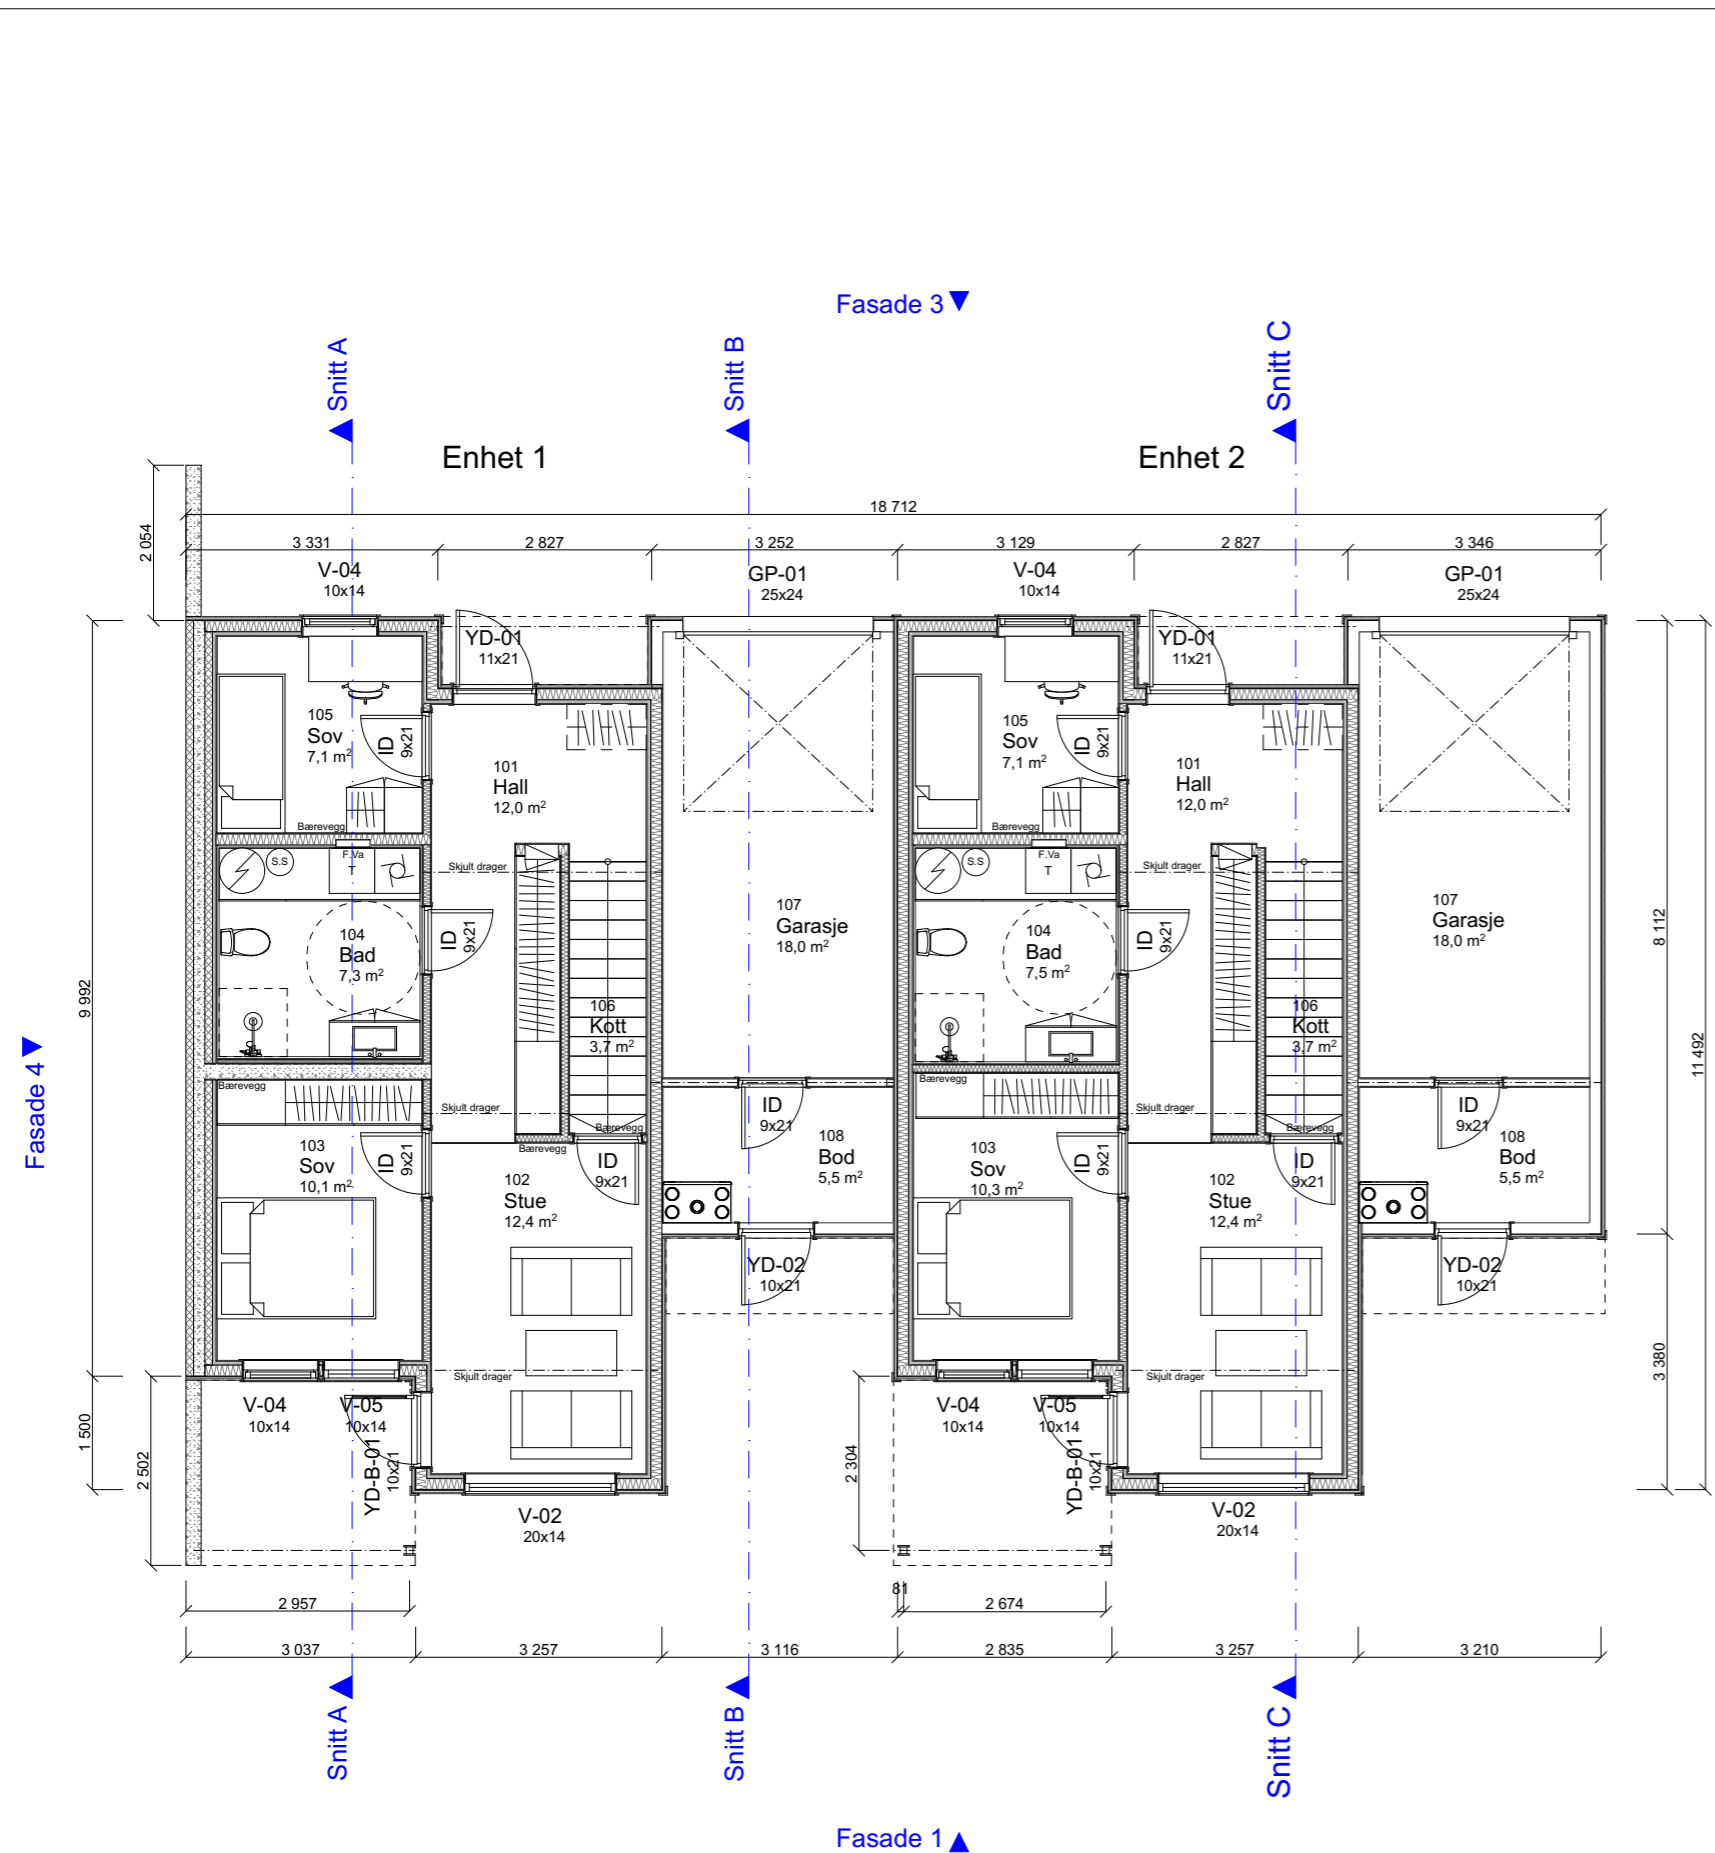 Fasade 3
Snitt A
Snitt B
Snitt C
Enhet 1
Enhet 2
18 712
2 054
3 331
2 827
3 252
3 129
2 827
3 346
V-04
10x14
GP-01
25x24
V-04
10x14
GP-01
25x24
YD-01
11x21
YD-01
11x21
105
Sov
7,1 m²
ID
9x21
101
Hall
12,0 m²
Bærevegg
105
Sov
7,1 m²
ID
9x21
101
Hall
12,0 m²
Bærevegg
S.S
F.Va
T
Skjult drager
S.S
F.Va
T
Skjult drager
104
Bad
7,3 m²
ID
9x21
107
Garasje
18,0 m²
104
Bad
7,5 m²
ID
9x21
107
Garasje
18,0 m²
8 112
9 992
106
Kott
3,7 m²
106
Kott
3,7 m²
11 492
Fasade 4
Bærevegg
Skjult drager
Bærevegg
Bærevegg
ID
9x21
Bærevegg
Skjult drager
Bærevegg
ID
9x21
103
Sov
10,1 m²
ID
9x21
102
Stue
12,4 m²
ID
9x21
108
Bod
5,5 m²
103
Sov
10,3 m²
ID
9x21
102
Stue
12,4 m²
ID
9x21
108
Bod
5,5 m²
YD-02
10x21
YD-02
10x21
3 380
Skjult drager
Skjult drager
V-04
10x14
V-05
10x14
YD-B-01
10x21
V-04
10x14
V-05
10x14
YD-B-01
10x21
1 500
2 502
2 304
V-02
20x14
V-02
20x14
2 957
81
2 674
3 037
3 257
3 116
2 835
3 257
3 210
Snitt A
Snitt B
Snitt C
Fasade 1